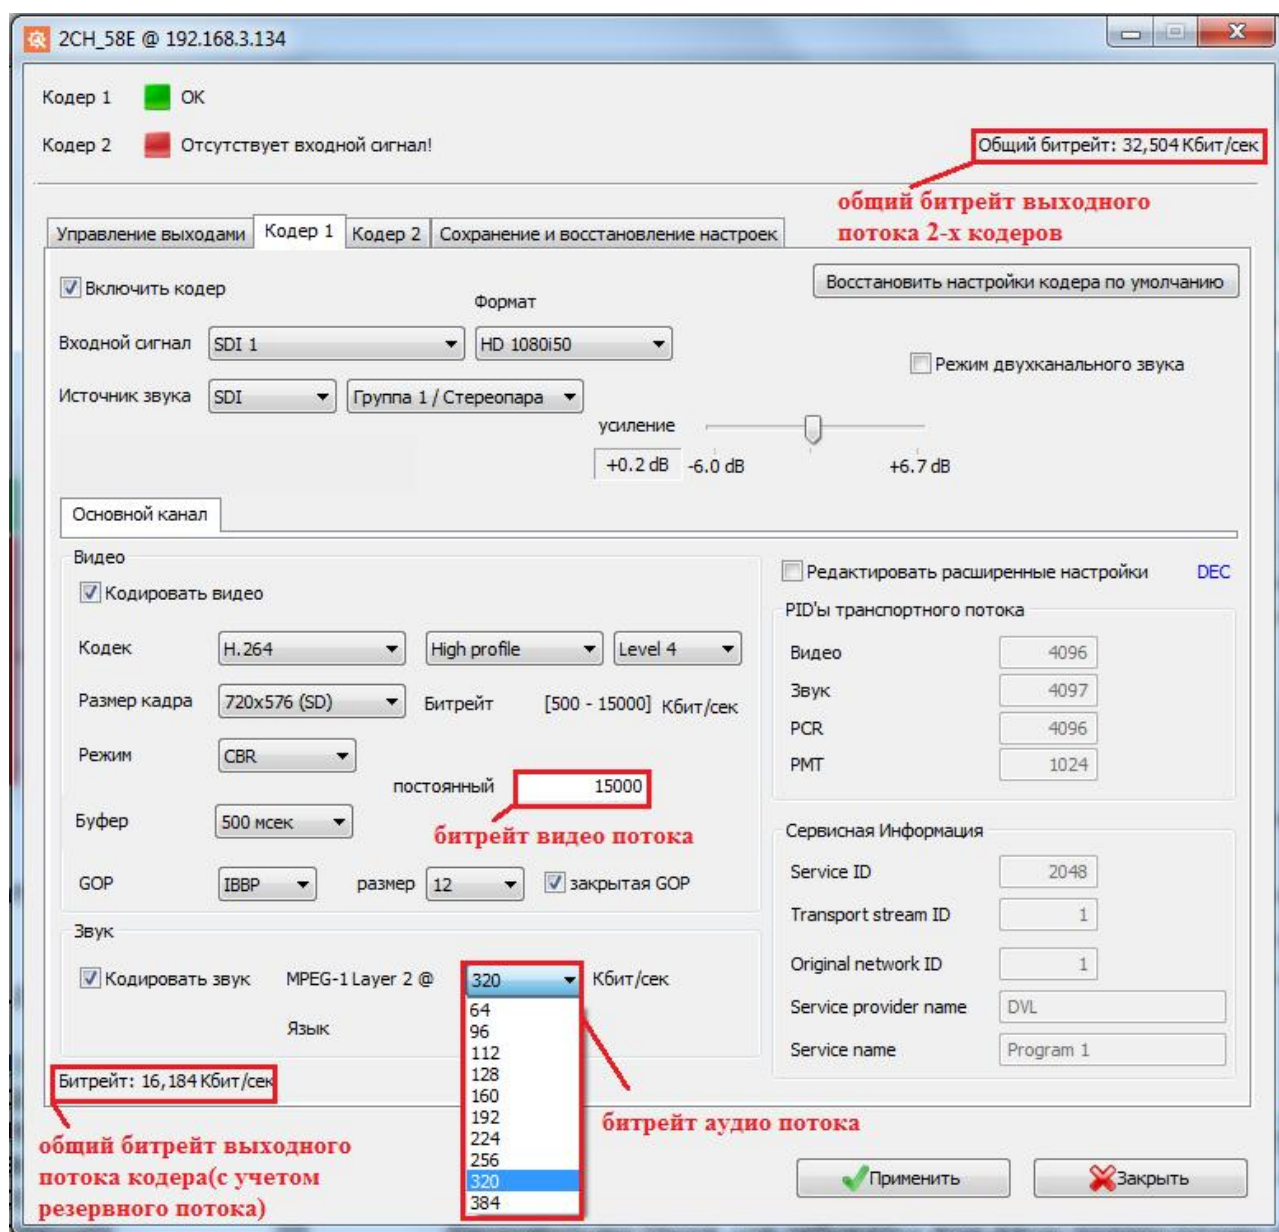 2CH_58E @ 192.168.3.134
Кодер 1 OK
Кодер 2 Отсутствует входной сигнал!
Общий битрейт: 32,504 Кбит/сек
общий битрейт выходного
потока 2-х кодеров
Управление выходами Кодер 1 Кодер 2 Сохранение и восстановление настроек
Включить кодер
Восстановить настройки кодера по умолчанию
Формат
Входной сигнал SDI 1 HD 1080i50
Режим двухканального звука
Источник звука SDI Группа 1 / Стереопара
усиление
+0.2 dB -6.0 dB +6.7 dB
Основной канал
Видео
Кодировать видео
Кодек H.264 High profile Level 4
Размер кадра 720x576 (SD) Битрейт [500 - 15000] Кбит/сек
Режим CBR
постоянный 15000
битрейт видео потока
Буфер 500 мсек
GOP IBBP размер 12 закрытая GOP
Редактировать расширенные настройки DEC
PID'ы транспортного потока
Видео 4096
Звук 4097
PCR 4096
PMT 1024
Сервисная Информация
Service ID 2048
Transport stream ID 1
Original network ID 1
Service provider name DVL
Service name Program 1
Звук
Кодировать звук MPEG-1 Layer 2 @ 320 Кбит/сек
Язык
64
96
112
128
160
192
224
256
320
384
битрейт аудио потока
Битрейт: 16,184 Кбит/сек
общий битрейт выходного
потока кодера(с учетом
резервного потока)
Применить Закрыть